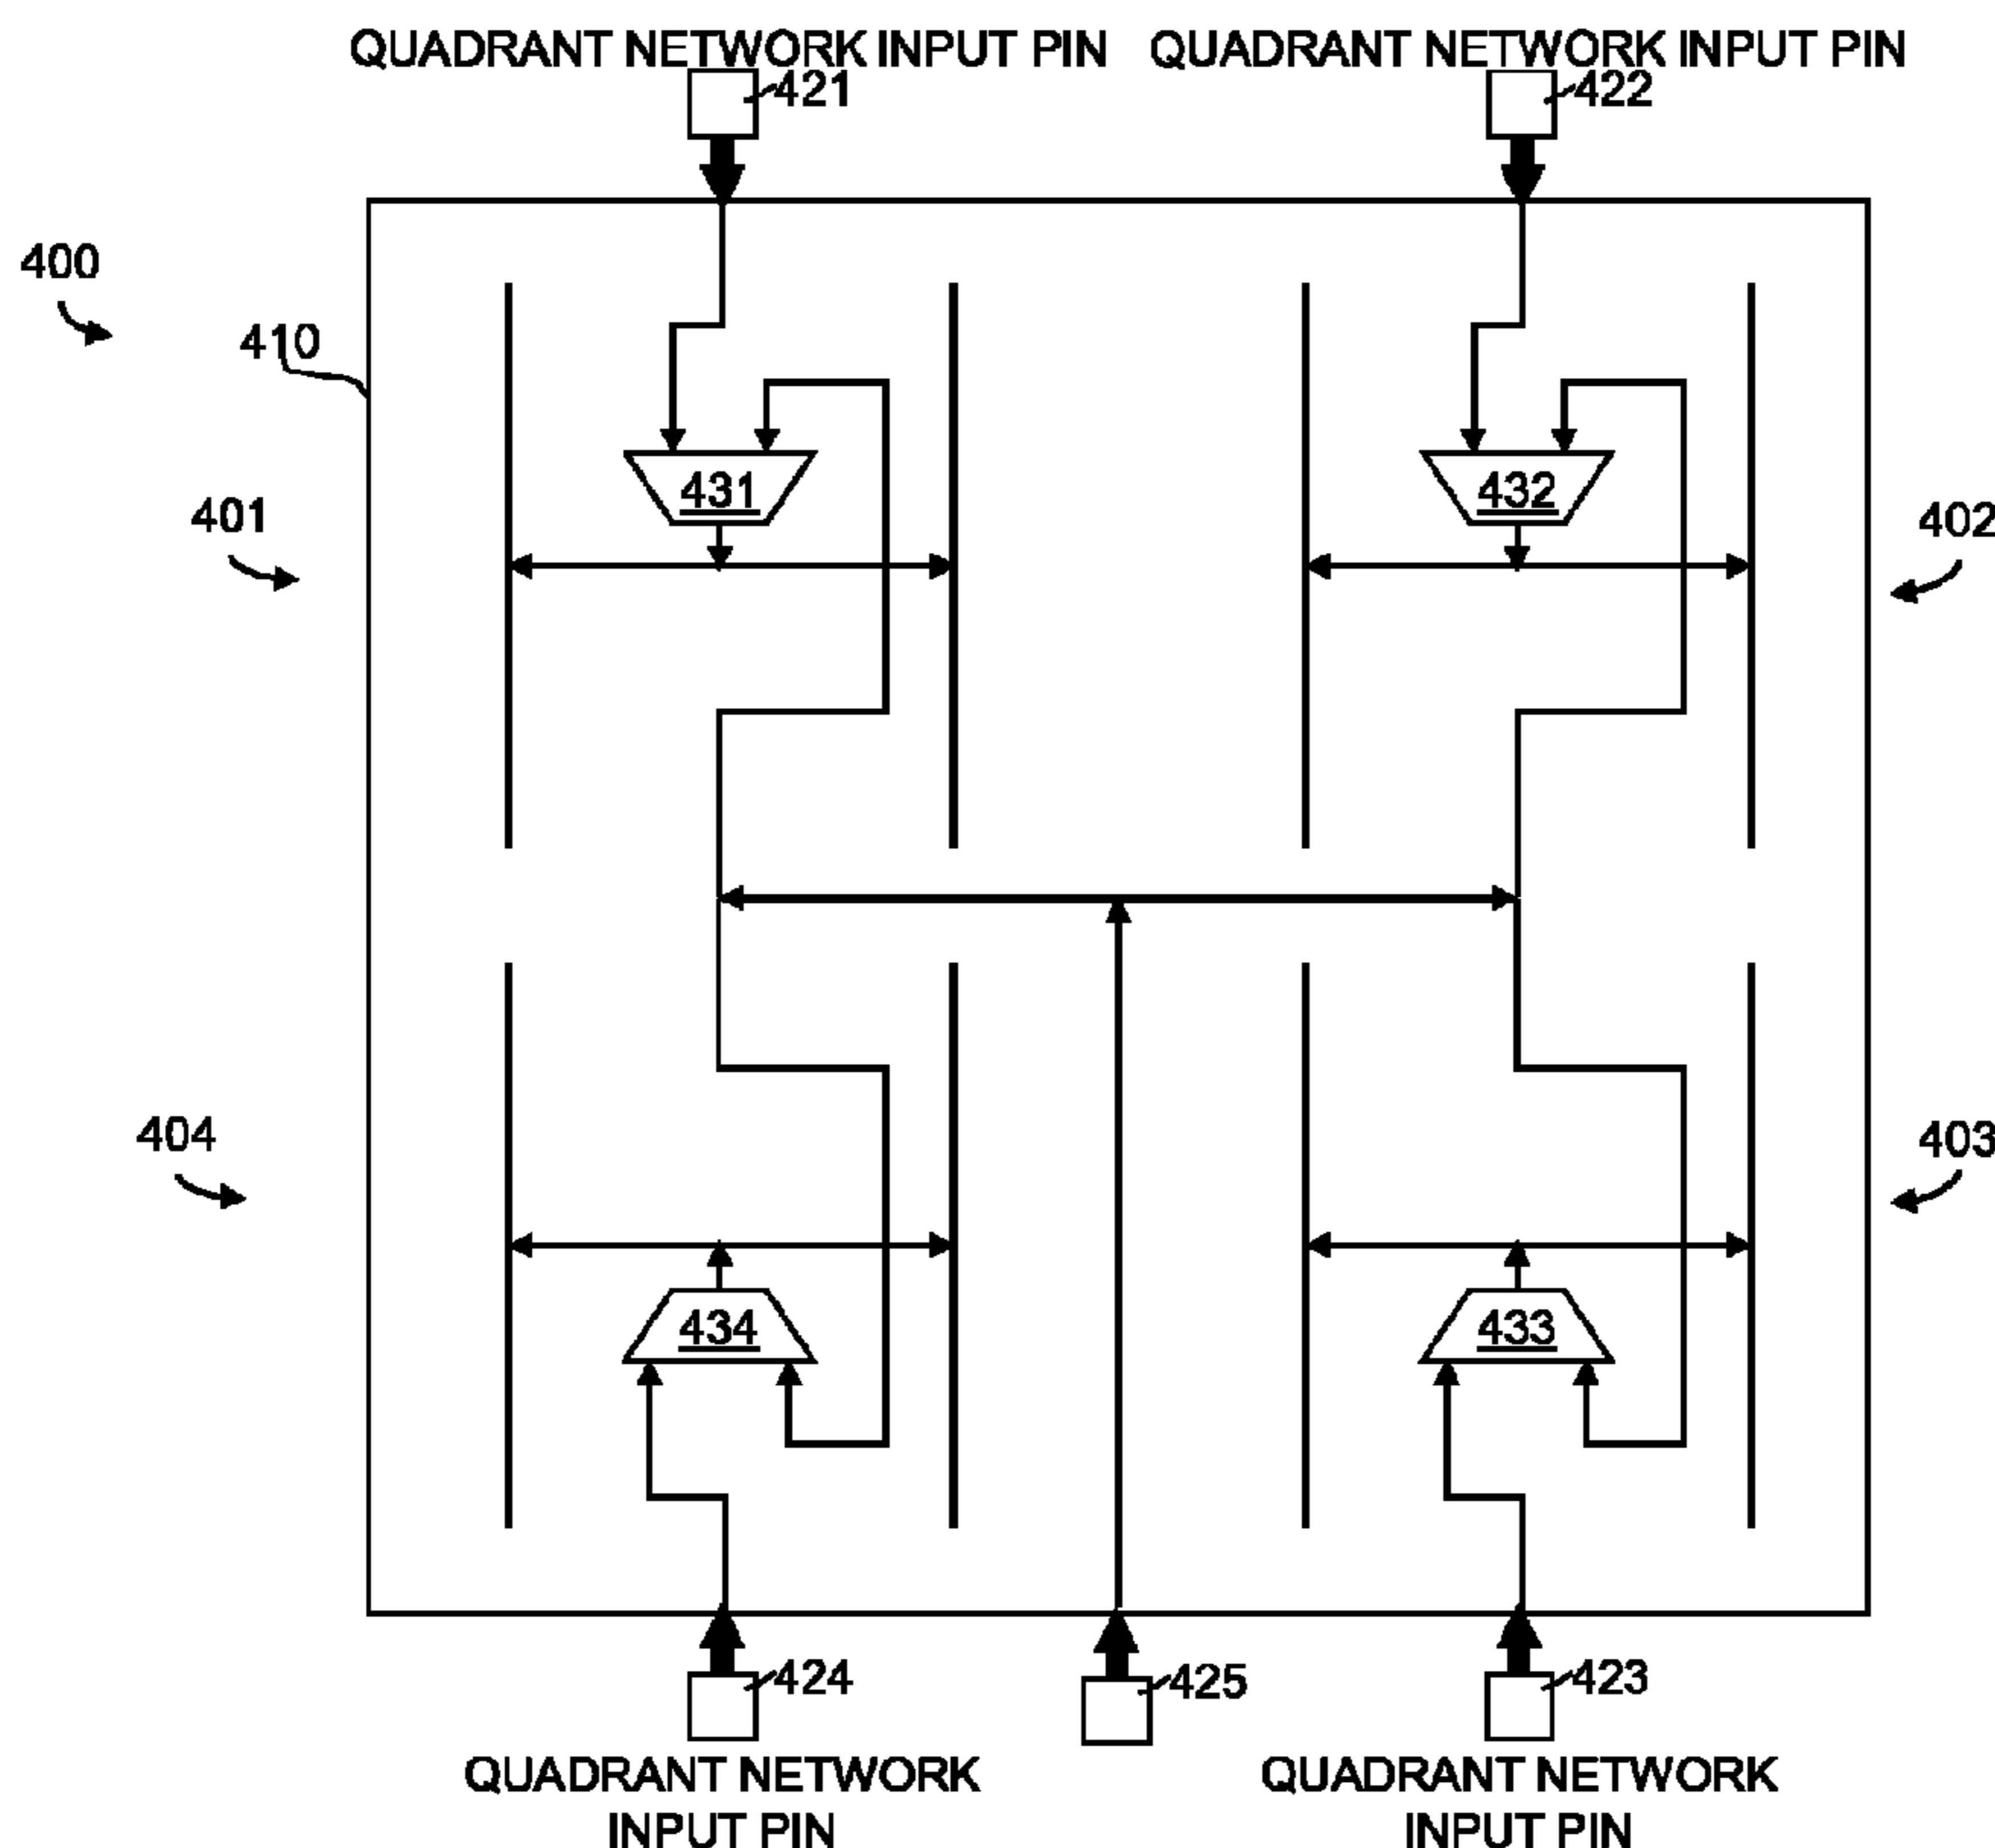 QUADRANT NETWORK INPUT PIN
QUADRANT NETWORK INPUT PIN
421
422
400
410
431
432
401
402
404
403
434
433
424
425
423
QUADRANT NETWORK
INPUT PIN
QUADRANT NETWORK
INPUT PIN